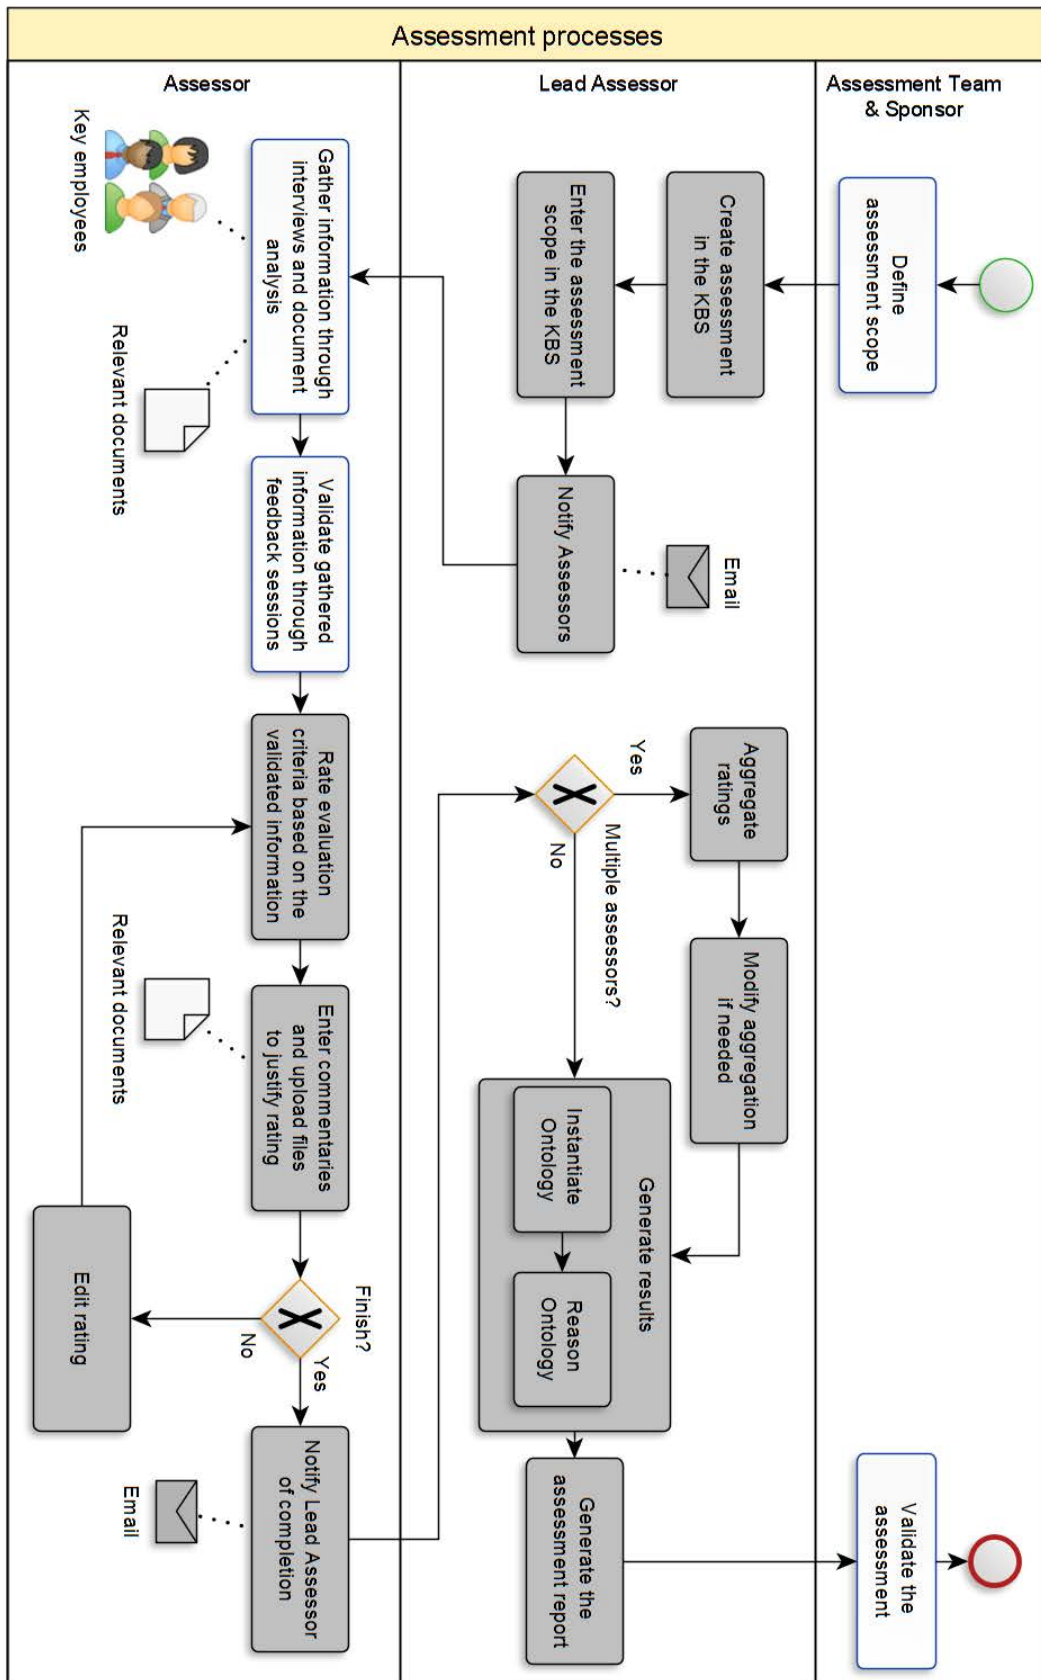 Assessment processes
Assessor
Lead Assessor
Assessment Team
& Sponsor
Define
assessment scope
Create assessment
in the KBS
Enter the assessment
scope in the KBS
Notify Assessors
Email
Key employees
Gather information through
interviews and document
analysis
Relevant documents
Validate gathered
information through
feedback sessions
Rate evaluation
criteria based on the
validated information
Relevant documents
Enter commentaries
and upload files
to justify rating
Finish?
No
Yes
Edit rating
Notify Lead Assessor
of completion
Email
Multiple assessors?
Yes
No
Aggregate
ratings
Modify aggregation
if needed
Generate results
Instantiate
Ontology
Reason
Ontology
Generate the
assessment report
Validate the
assessment